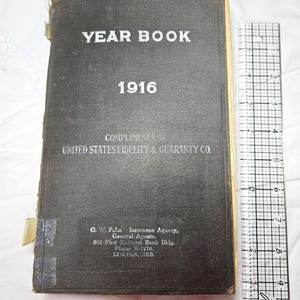 YEAR BOOK
1916
COMPLIMENTS OF
UNITED STATES FIDELITY & GUARANTY CO.
Insurance Agency,
General Agents,
First National Bank Bldg.
Phone
LINCOLN, NEB.